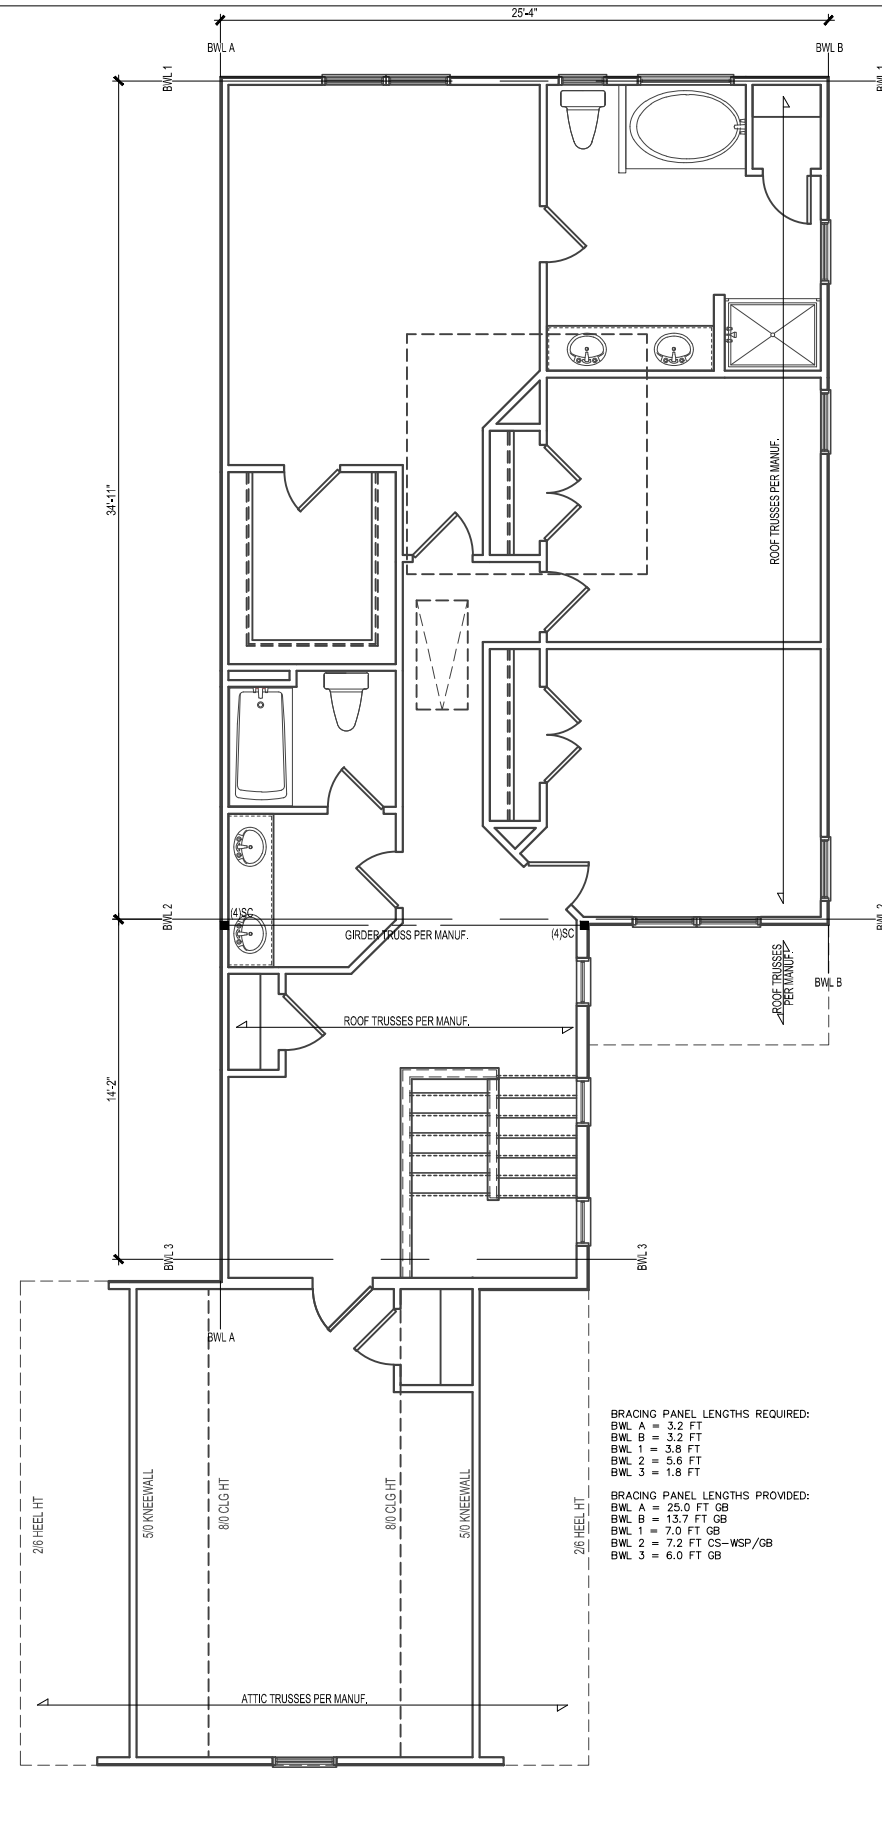 25'-4"
BWL A
BWL B
BWL 1
BWL 1
34'-11"
ROOF TRUSSES PER MANUF.
BWL 2
(4)SC
GIRDER TRUSS PER MANUF.
(4)SC
BWL 2
ROOF TRUSSES
PER MANUF.
BWL B
ROOF TRUSSES PER MANUF.
14'-2"
BWL 3
BWL 3
BWL A
BRACING PANEL LENGTHS REQUIRED:
BWL A = 3.2 FT
BWL B = 3.2 FT
BWL 1 = 3.8 FT
BWL 2 = 5.6 FT
BWL 3 = 1.8 FT
BRACING PANEL LENGTHS PROVIDED:
BWL A = 25.0 FT GB
BWL B = 13.7 FT GB
BWL 1 = 7.0 FT GB
BWL 2 = 7.2 FT CS-WSP/GB
BWL 3 = 6.0 FT GB
2/6 HEEL HT
5/0 KNEEWALL
8/0 CLG HT
8/0 CLG HT
5/0 KNEEWALL
2/6 HEEL HT
ATTIC TRUSSES PER MANUF.